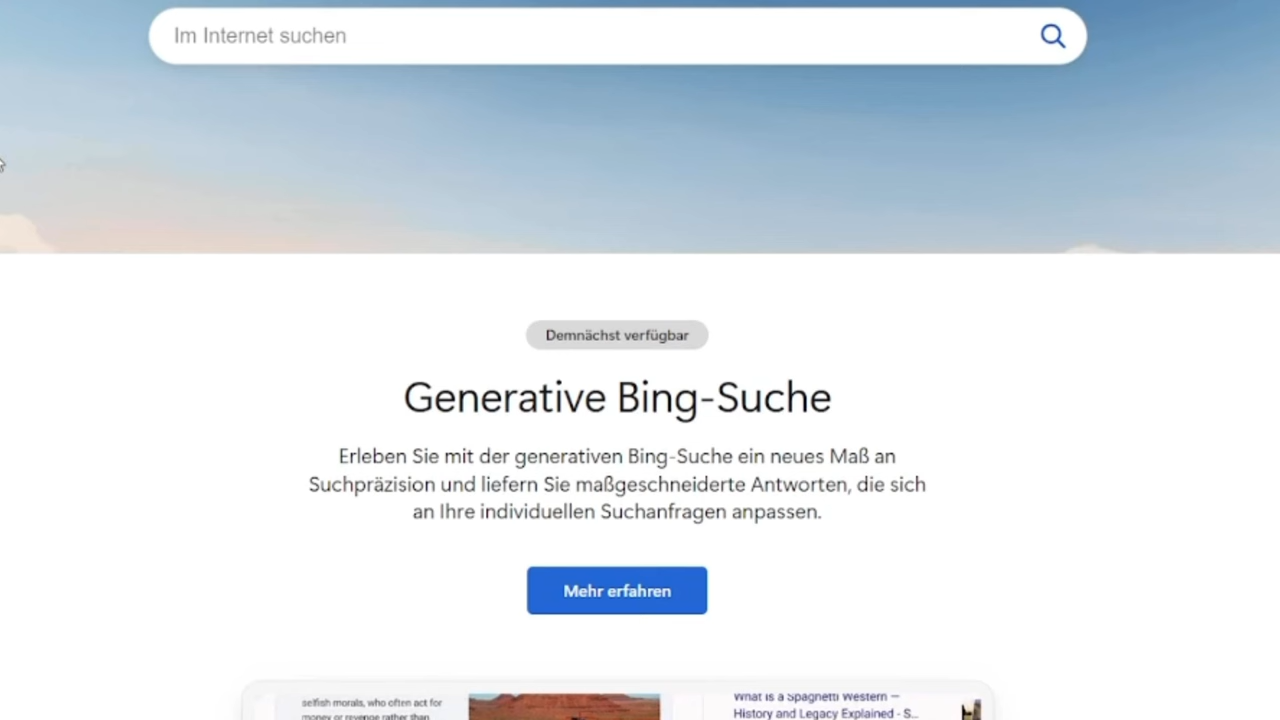 Im Internet suchen
Demnächst verfügbar
Generative Bing-Suche
Erleben Sie mit der generativen Bing-Suche ein neues Maß an
Suchpräzision und liefern Sie maßgeschneiderte Antworten, die sich
an Ihre individuellen Suchanfragen anpassen.
Mehr erfahren
selfish morals, who often act for
money or revenge rather than
What is a Spaghetti Western –
History and Legacy Explained - S...